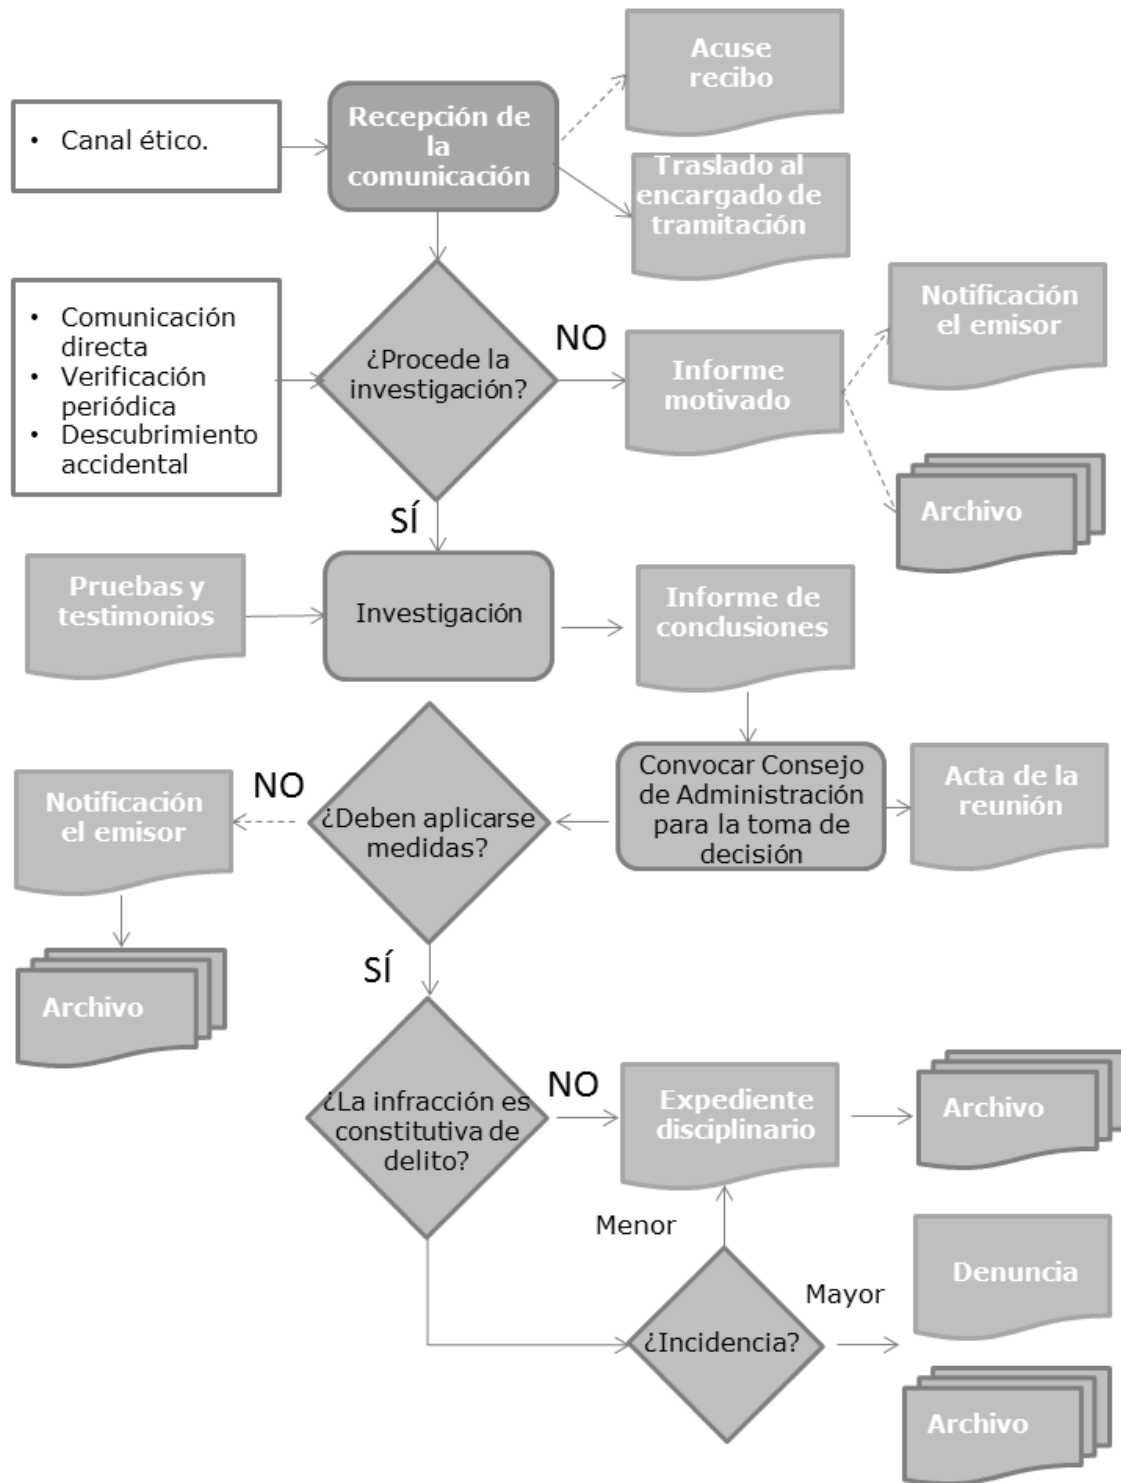 Acuse
recibo
• Canal ético.
Recepción de
la
comunicación
Traslado al
encargado de
tramitación
• Comunicación
directa
• Verificación
periódica
• Descubrimiento
accidental
¿Procede la
investigación?
NO
Informe
motivado
Notificación
el emisor
Archivo
SÍ
Pruebas y
testimonios
Investigación
Informe de
conclusiones
Convocar Consejo
de Administración
para la toma de
decisión
Acta de la
reunión
¿Deben aplicarse
medidas?
NO
Notificación
el emisor
Archivo
SÍ
¿La infracción es
constitutiva de
delito?
NO
Expediente
disciplinario
Archivo
Menor
¿Incidencia?
Mayor
Denuncia
Archivo